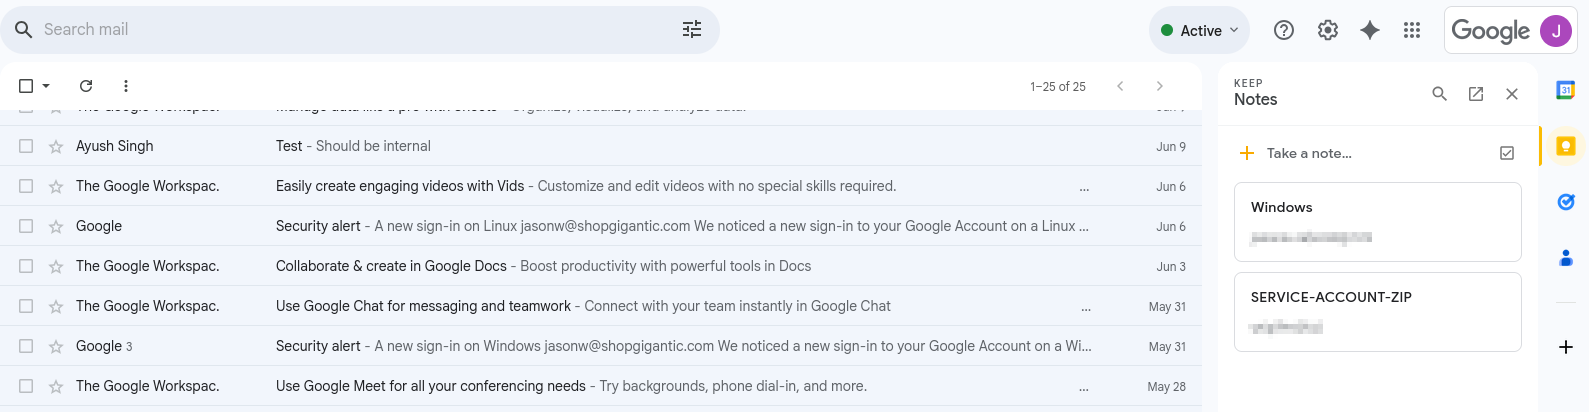 Search mail
Active
Google J
1–25 of 25
Ayush Singh Test - Should be internal Jun 9
The Google Workspac. Easily create engaging videos with Vids - Customize and edit videos with no special skills required. ... Jun 6
Google Security alert - A new sign-in on Linux jasonw@shopgigantic.com We noticed a new sign-in to your Google Account on a Linux ... Jun 6
The Google Workspac. Collaborate & create in Google Docs - Boost productivity with powerful tools in Docs Jun 3
The Google Workspac. Use Google Chat for messaging and teamwork - Connect with your team instantly in Google Chat ... May 31
Google 3 Security alert - A new sign-in on Windows jasonw@shopgigantic.com We noticed a new sign-in to your Google Account on a Wi... May 31
The Google Workspac. Use Google Meet for all your conferencing needs - Try backgrounds, phone dial-in, and more. ... May 28
KEEP
Notes
Take a note...
Windows
SERVICE-ACCOUNT-ZIP
31